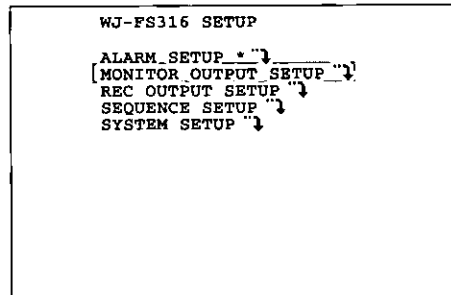 WJ-FS316 SETUP
ALARM SETUP *
MONITOR OUTPUT SETUP
REC OUTPUT SETUP
SEQUENCE SETUP
SYSTEM SETUP